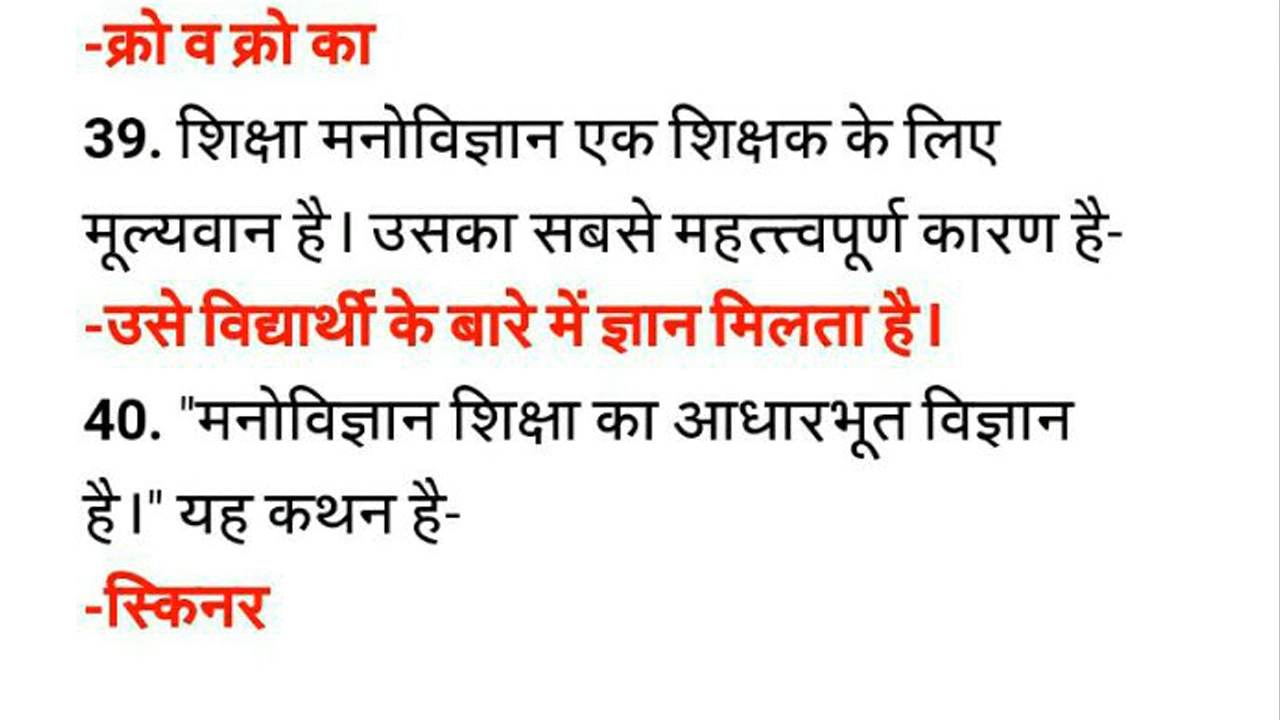 -क्रो व क्रो का
39. शिक्षा मनोविज्ञान एक शिक्षक के लिए
मूल्यवान है। उसका सबसे महत्त्वपूर्ण कारण है-
-उसे विद्यार्थी के बारे में ज्ञान मिलता है।
40. "मनोविज्ञान शिक्षा का आधारभूत विज्ञान
है।" यह कथन है-
-स्किनर